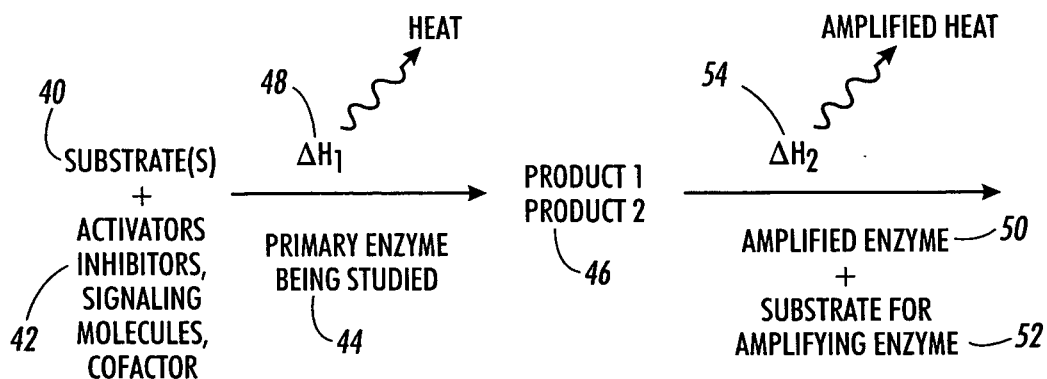 HEAT
48
ΔH1
40
SUBSTRATE(S)
+
ACTIVATORS
INHIBITORS,
SIGNALING
MOLECULES,
COFACTOR
42
PRIMARY ENZYME
BEING STUDIED
44
PRODUCT 1
PRODUCT 2
46
AMPLIFIED HEAT
54
ΔH2
AMPLIFIED ENZYME
50
+
SUBSTRATE FOR
AMPLIFYING ENZYME
52